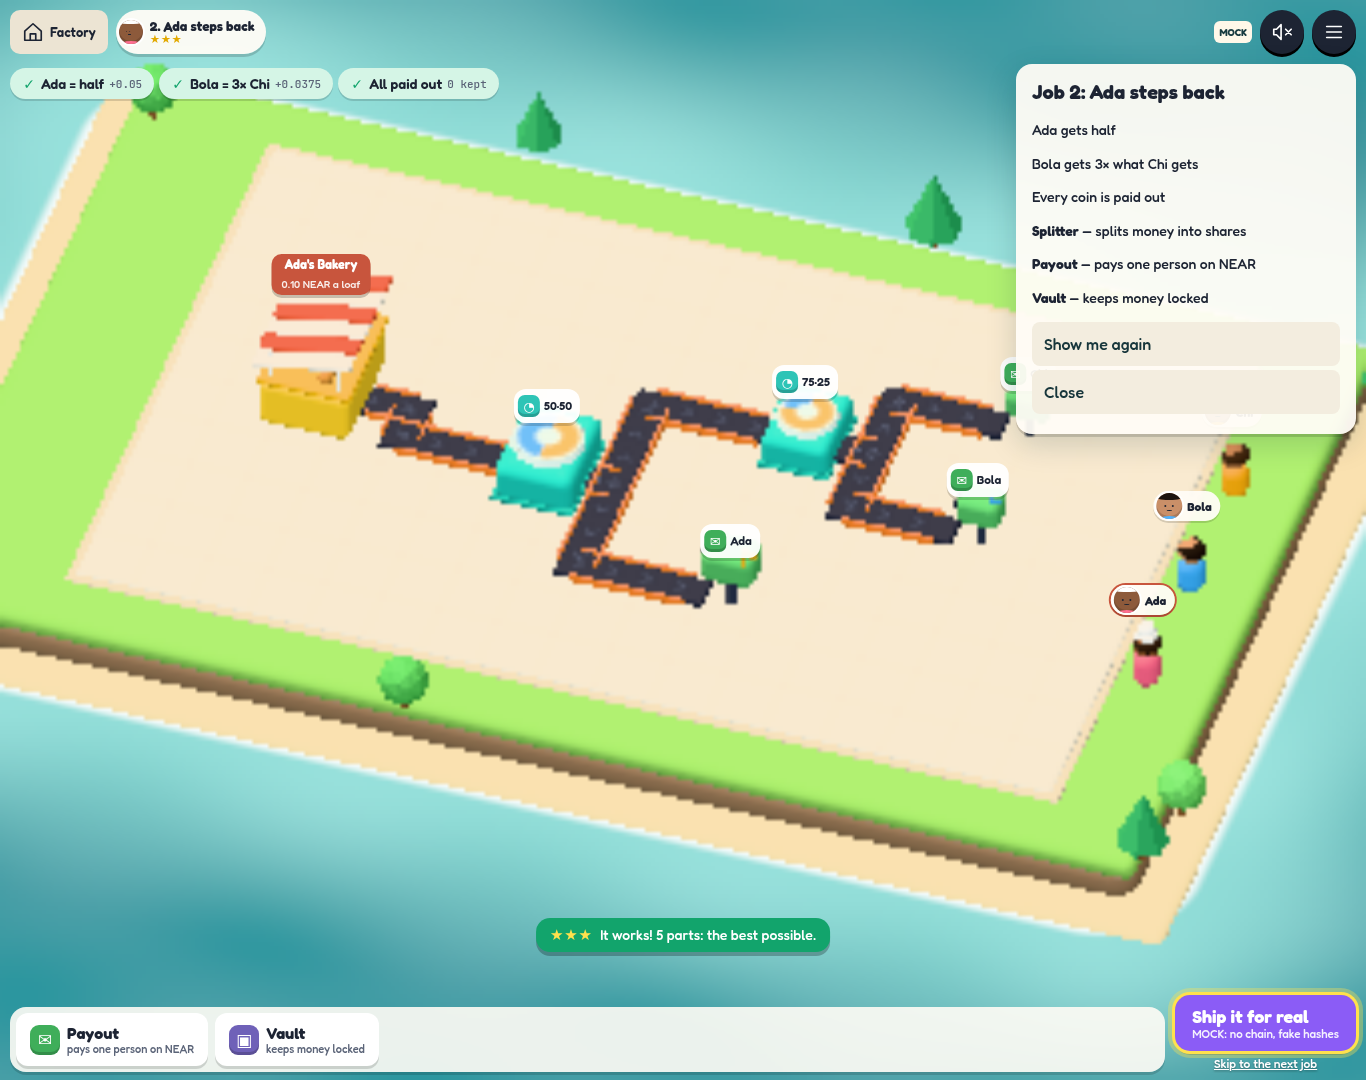 Factory
2. Ada steps back
★★★
MOCK
✓ Ada = half +0.05
✓ Bola = 3× Chi +0.0375
✓ All paid out 0 kept
Job 2: Ada steps back
Ada gets half
Bola gets 3× what Chi gets
Every coin is paid out
Splitter – splits money into shares
Payout – pays one person on NEAR
Vault – keeps money locked
Show me again
Close
Ada's Bakery
0.10 NEAR a loaf
50·50
75·25
Bola
Ada
Bola
Ada
★★★ It works! 5 parts: the best possible.
Payout
pays one person on NEAR
Vault
keeps money locked
Ship it for real
MOCK: no chain, fake hashes
Skip to the next job